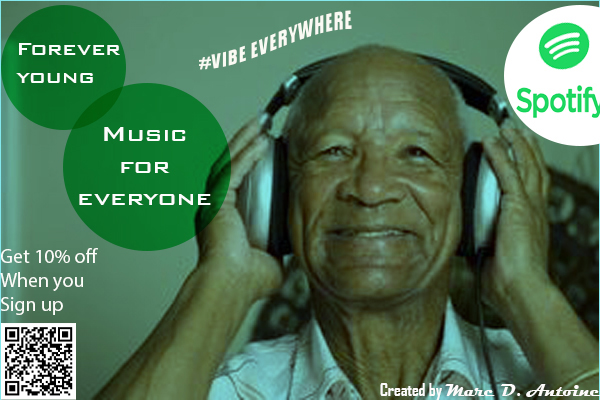 FOREVER
YOUNG
#VIBE EVERYWHERE
Spotify
MUSIC
FOR
EVERYONE
Get 10% off
When you
Sign up
Created by Marc D. Antoine